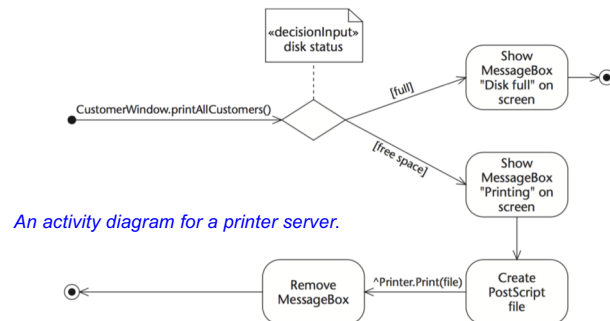 «decisionInput»
disk status
Show
MessageBox
"Disk full" on
screen
[full]
CustomerWindow.printAllCustomers()
[free space]
Show
MessageBox
"Printing" on
screen
An activity diagram for a printer server.
Remove
MessageBox
^Printer.Print(file)
Create
PostScript
file